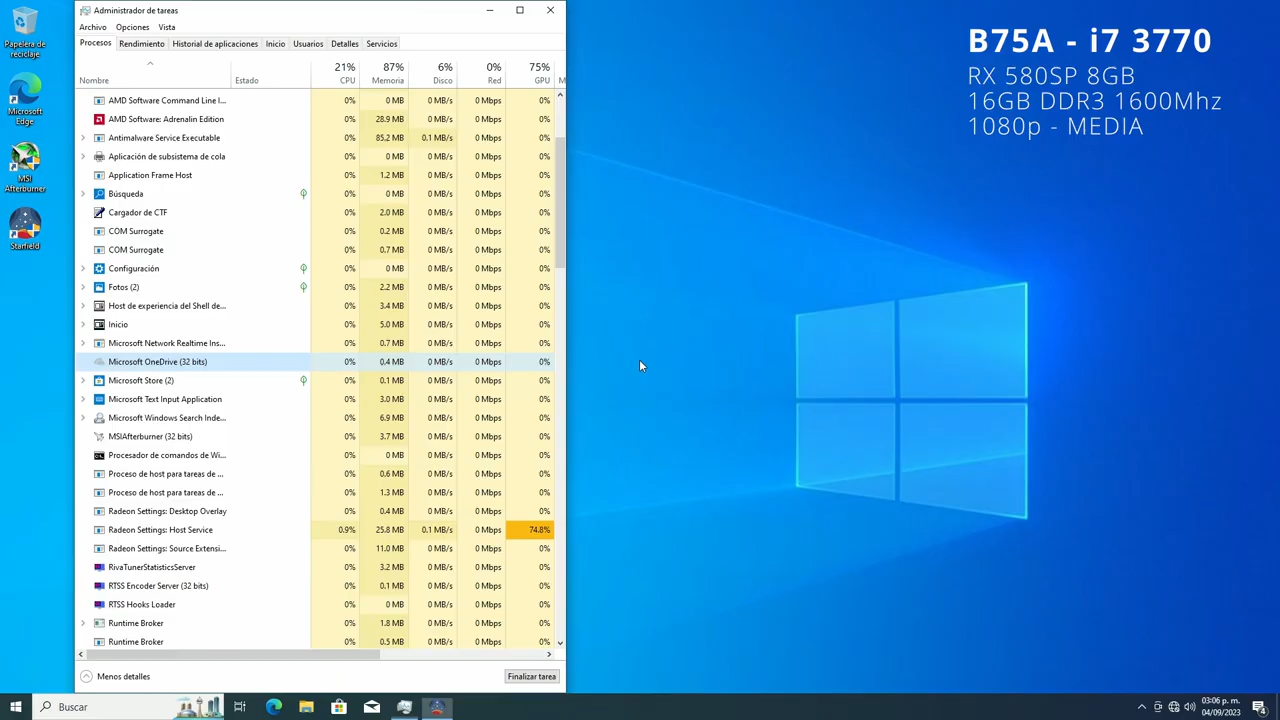 Papelera de
reciclaje
Microsoft
Edge
MSI
Afterburner
Starfield
Administrador de tareas
Archivo Opciones Vista
Procesos Rendimiento Historial de aplicaciones Inicio Usuarios Detalles Servicios
21% 87% 6% 0% 75%
Nombre Estado CPU Memoria Disco Red GPU M
AMD Software Command Line I... 0% 0 MB 0 MB/s 0 Mbps 0%
AMD Software: Adrenalin Edition 0% 28.9 MB 0 MB/s 0 Mbps 0%
Antimalware Service Executable 0% 85.2 MB 0.1 MB/s 0 Mbps 0%
Aplicación de subsistema de cola 0% 0 MB 0 MB/s 0 Mbps 0%
Application Frame Host 0% 1.2 MB 0 MB/s 0 Mbps 0%
Búsqueda 0% 0 MB 0 MB/s 0 Mbps 0%
Cargador de CTF 0% 2.0 MB 0 MB/s 0 Mbps 0%
COM Surrogate 0% 0.2 MB 0 MB/s 0 Mbps 0%
COM Surrogate 0% 0.7 MB 0 MB/s 0 Mbps 0%
Configuración 0% 0 MB 0 MB/s 0 Mbps 0%
Fotos (2) 0% 2.2 MB 0 MB/s 0 Mbps 0%
Host de experiencia del Shell de... 0% 3.4 MB 0 MB/s 0 Mbps 0%
Inicio 0% 5.0 MB 0 MB/s 0 Mbps 0%
Microsoft Network Realtime Ins... 0% 0.7 MB 0 MB/s 0 Mbps 0%
Microsoft OneDrive (32 bits) 0% 0.4 MB 0 MB/s 0 Mbps 0%
Microsoft Store (2) 0% 0.1 MB 0 MB/s 0 Mbps 0%
Microsoft Text Input Application 0% 3.0 MB 0 MB/s 0 Mbps 0%
Microsoft Windows Search Inde... 0% 6.9 MB 0 MB/s 0 Mbps 0%
MSIAfterburner (32 bits) 0% 3.7 MB 0 MB/s 0 Mbps 0%
Procesador de comandos de Wi... 0% 0 MB 0 MB/s 0 Mbps 0%
Proceso de host para tareas de ... 0% 0.6 MB 0 MB/s 0 Mbps 0%
Proceso de host para tareas de ... 0% 1.3 MB 0 MB/s 0 Mbps 0%
Radeon Settings: Desktop Overlay 0% 0.4 MB 0 MB/s 0 Mbps 0%
Radeon Settings: Host Service 0.9% 25.8 MB 0.1 MB/s 0 Mbps 74.8%
Radeon Settings: Source Extensi... 0% 11.0 MB 0 MB/s 0 Mbps 0%
RivaTunerStatisticsServer 0% 3.2 MB 0 MB/s 0 Mbps 0%
RTSS Encoder Server (32 bits) 0% 0.1 MB 0 MB/s 0 Mbps 0%
RTSS Hooks Loader 0% 0 MB 0 MB/s 0 Mbps 0%
Runtime Broker 0% 1.8 MB 0 MB/s 0 Mbps 0%
Runtime Broker 0% 0.5 MB 0 MB/s 0 Mbps 0%
Menos detalles Finalizar tarea
B75A - i7 3770
RX 580SP 8GB
16GB DDR3 1600Mhz
1080p - MEDIA
Buscar
03:06 p. m.
04/09/2023